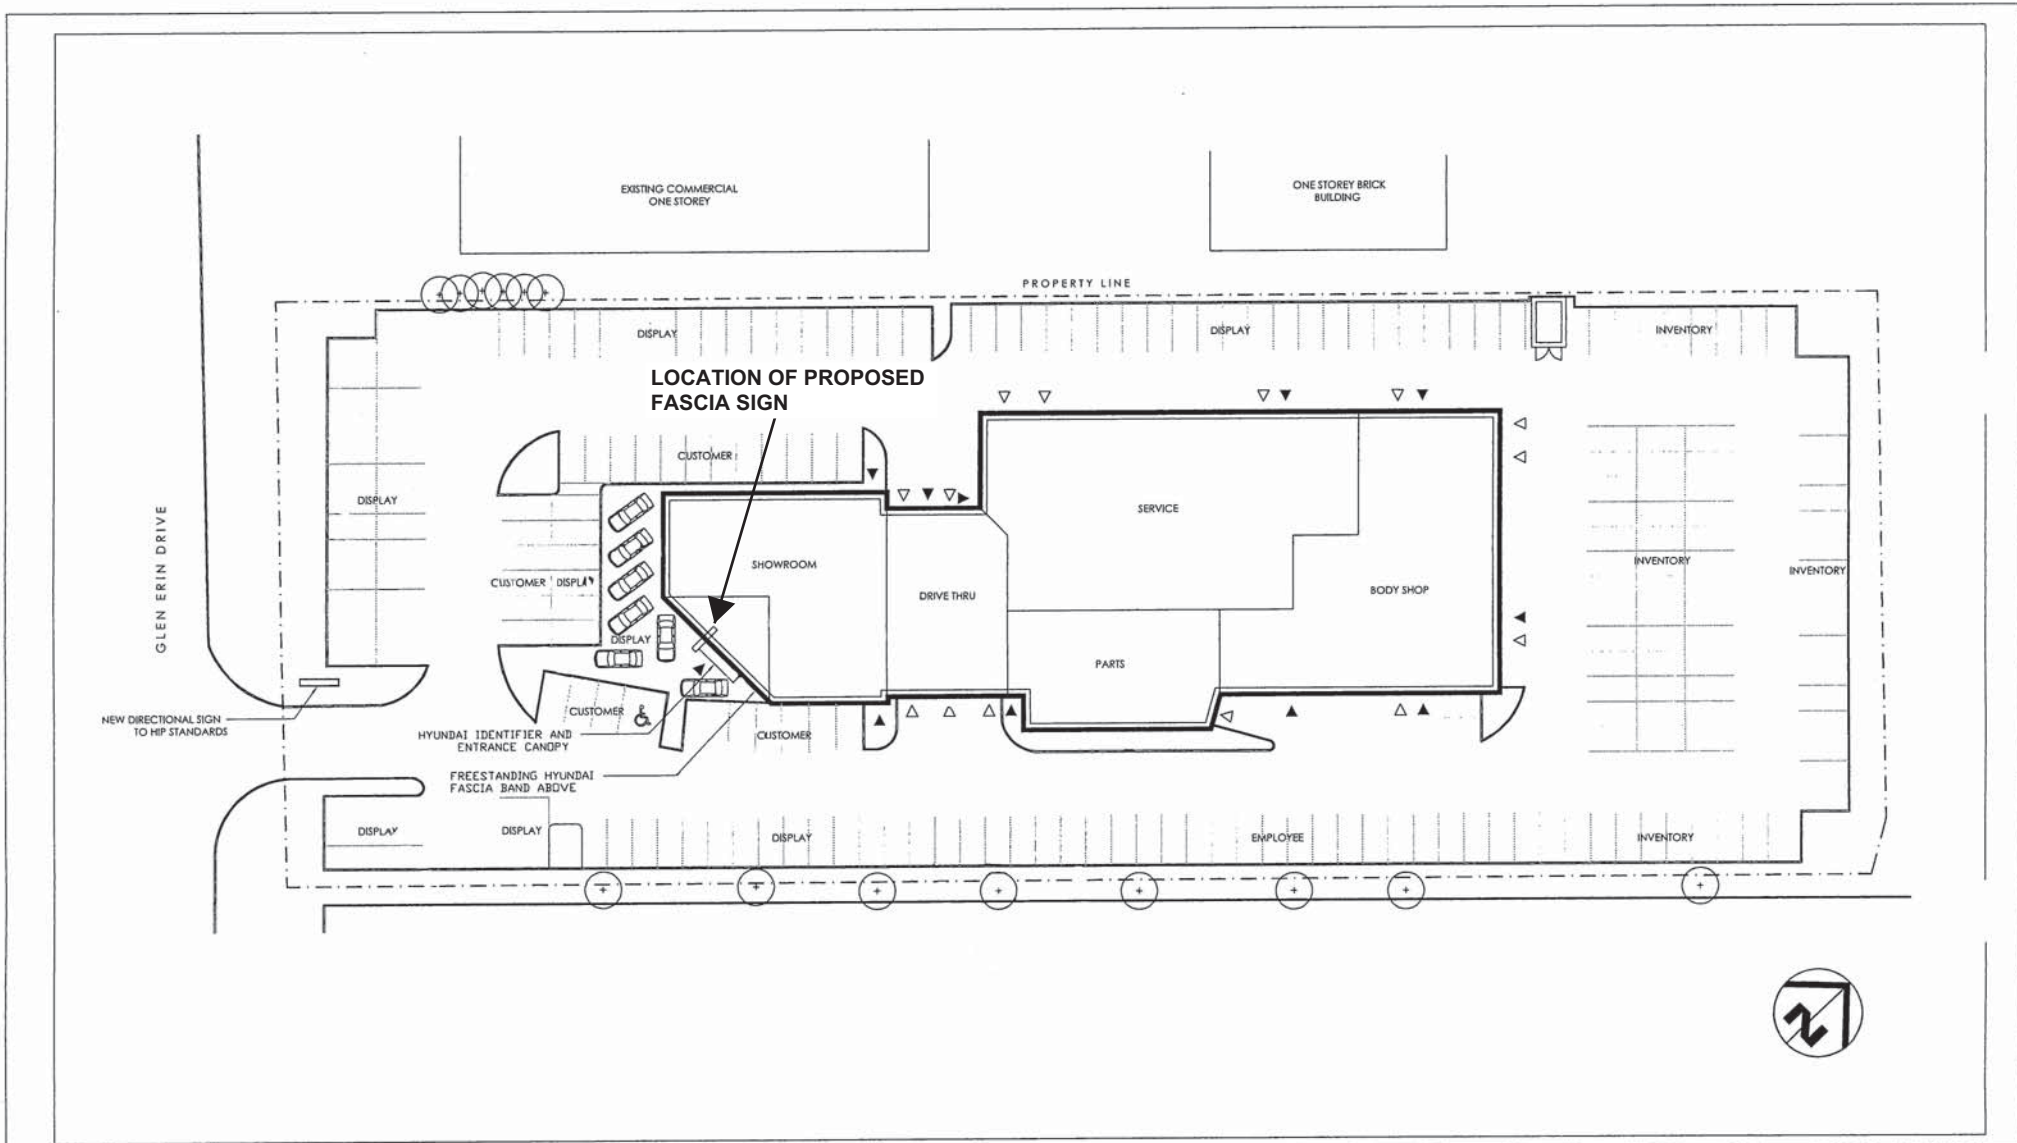 EXISTING COMMERCIAL
ONE STOREY
ONE STOREY BRICK
BUILDING
PROPERTY LINE
DISPLAY
DISPLAY
INVENTORY
LOCATION OF PROPOSED
FASCIA SIGN
CUSTOMER
DISPLAY
GLEN ERIN DRIVE
SERVICE
SHOWROOM
CUSTOMER
DISPLAY
DRIVE THRU
BODY SHOP
INVENTORY
INVENTORY
DISPLAY
PARTS
NEW DIRECTIONAL SIGN
TO HIP STANDARDS
CUSTOMER
HYUNDAI IDENTIFIER AND
ENTRANCE CANOPY
CUSTOMER
FREESTANDING HYUNDAI
FASCIA BAND ABOVE
DISPLAY
DISPLAY
DISPLAY
EMPLOYEE
INVENTORY
N